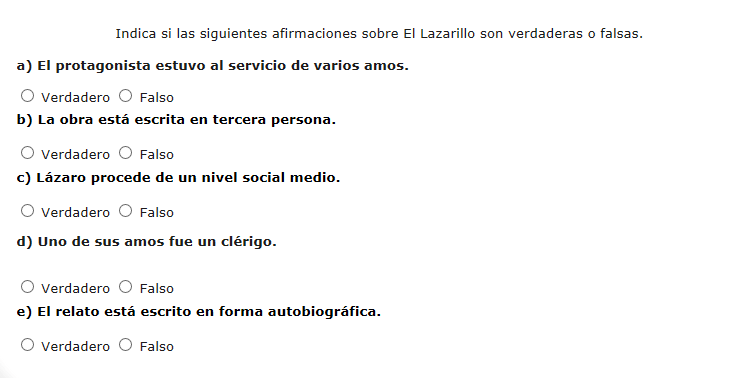 Indica si las siguientes afirmaciones sobre El Lazarillo son verdaderas o falsas.
a) El protagonista estuvo al servicio de varios amos.
Verdadero Falso
b) La obra está escrita en tercera persona.
Verdadero Falso
c) Lázaro procede de un nivel social medio.
Verdadero Falso
d) Uno de sus amos fue un clérigo.
Verdadero Falso
e) El relato está escrito en forma autobiográfica.
Verdadero Falso